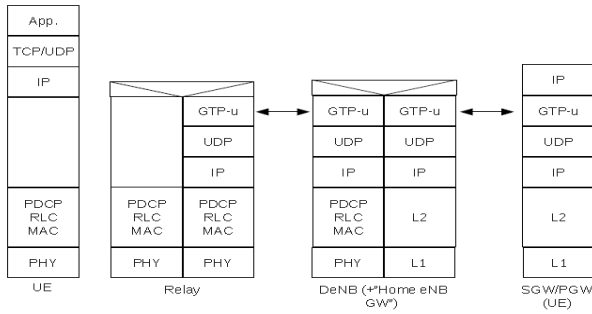 App.
TCP/UDP
IP
PDCP
RLC
MAC
PHY
UE
GTP-u
UDP
IP
PDCP
RLC
MAC
PDCP
RLC
MAC
PHY
PHY
Relay
GTP-u
GTP-u
UDP
UDP
IP
IP
PDCP
RLC
MAC
L2
PHY
L1
DeNB (+"Home eNB
GW")
IP
GTP-u
UDP
IP
L2
L1
SGW/PGW
(UE)